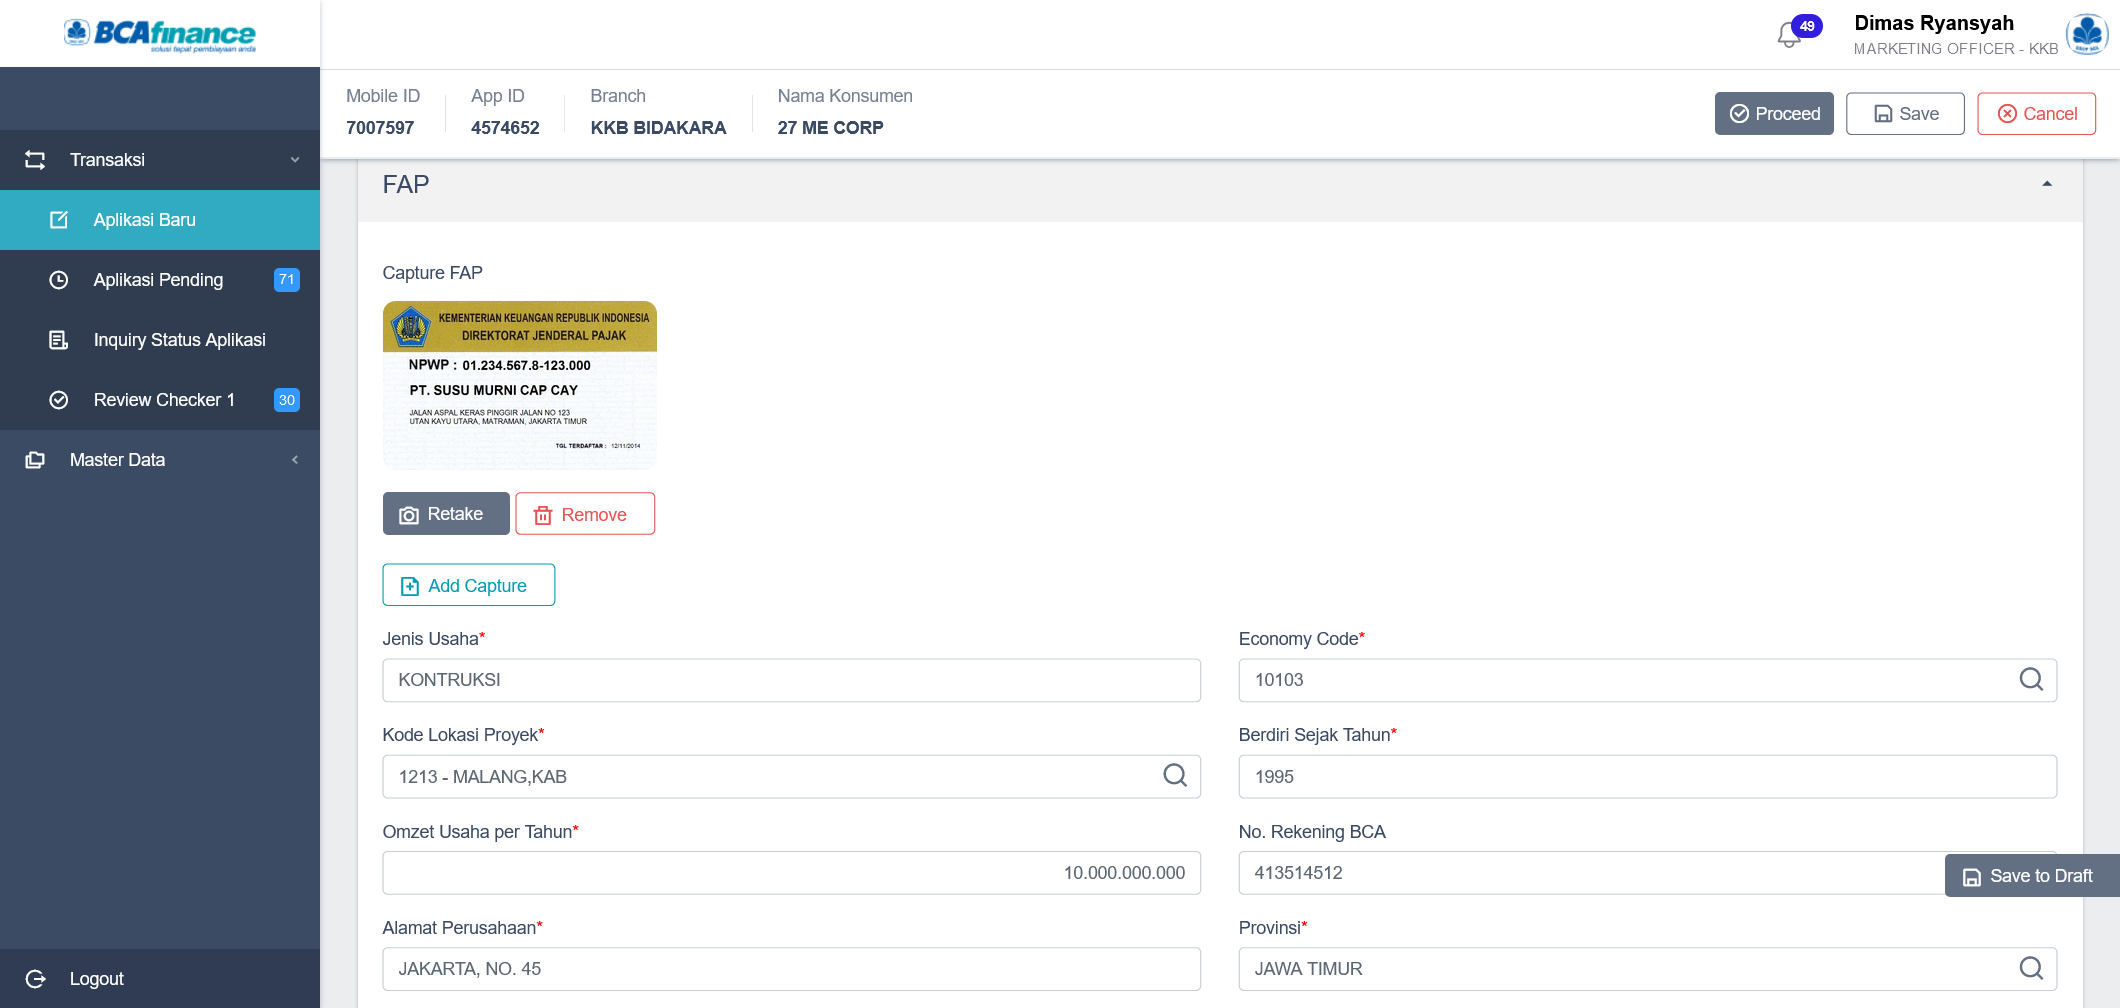 BCAfinance
solusi tepat pembiayaan anda
49
Dimas Ryansyah
MARKETING OFFICER - KKB
Mobile ID
7007597
App ID
4574652
Branch
KKB BIDAKARA
Nama Konsumen
27 ME CORP
Proceed
Save
Cancel
Transaksi
Aplikasi Baru
Aplikasi Pending
71
Inquiry Status Aplikasi
Review Checker 1
30
Master Data
Logout
FAP
Capture FAP
KEMENTERIAN KEUANGAN REPUBLIK INDONESIA
DIREKTORAT JENDERAL PAJAK
NPWP : 01.234.567.8-123.000
PT. SUSU MURNI CAP CAY
JALAN ASPAL KERAS PINGGIR JALAN NO 123
UTAN KAYU UTARA, MATRAMAN, JAKARTA TIMUR
TGL TERDAFTAR : 12/11/2014
Retake
Remove
Add Capture
Jenis Usaha*
KONTRUKSI
Economy Code*
10103
Kode Lokasi Proyek*
1213 - MALANG,KAB
Berdiri Sejak Tahun*
1995
Omzet Usaha per Tahun*
10.000.000.000
No. Rekening BCA
413514512
Save to Draft
Alamat Perusahaan*
JAKARTA, NO. 45
Provinsi*
JAWA TIMUR